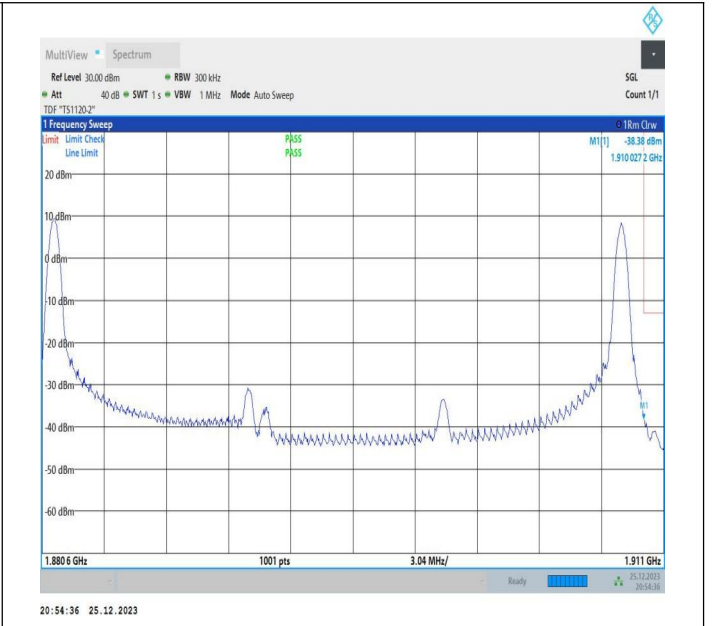 R S
MultiView Spectrum
Ref Level 30.00 dBm RBW 300 kHz SGL
Att 40 dB SWT 1 s VBW 1 MHz Mode Auto Sweep Count 1/1
TDF "TS1120-2"
1 Frequency Sweep 1Rm Clrw
Limit Limit Check PASS M1[1] -38.38 dBm
Line Limit PASS 1.910 027 2 GHz
20 dBm
10 dBm
0 dBm
-10 dBm
-20 dBm
-30 dBm
M1
-40 dBm
-50 dBm
-60 dBm
1.880 6 GHz 1001 pts 3.04 MHz/ 1.911 GHz
Ready 25.12.2023
20:54:36
20:54:36 25.12.2023